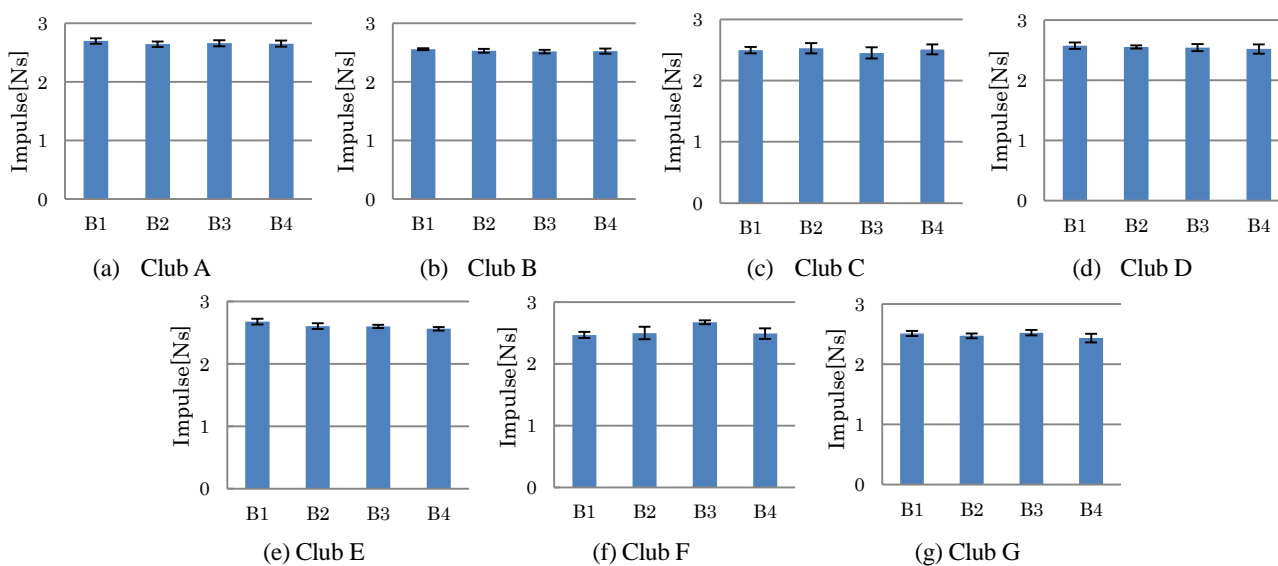 Impulse[Ns]
3
2
1
0
B1 B2 B3 B4
(a) Club A
Impulse[Ns]
3
2
1
0
B1 B2 B3 B4
(b) Club B
Impulse[Ns]
3
2
1
0
B1 B2 B3 B4
(c) Club C
Impulse[Ns]
3
2
1
0
B1 B2 B3 B4
(d) Club D
Impulse[Ns]
3
2
1
0
B1 B2 B3 B4
(e) Club E
Impulse[Ns]
3
2
1
0
B1 B2 B3 B4
(f) Club F
Impulse[Ns]
3
2
1
0
B1 B2 B3 B4
(g) Club G